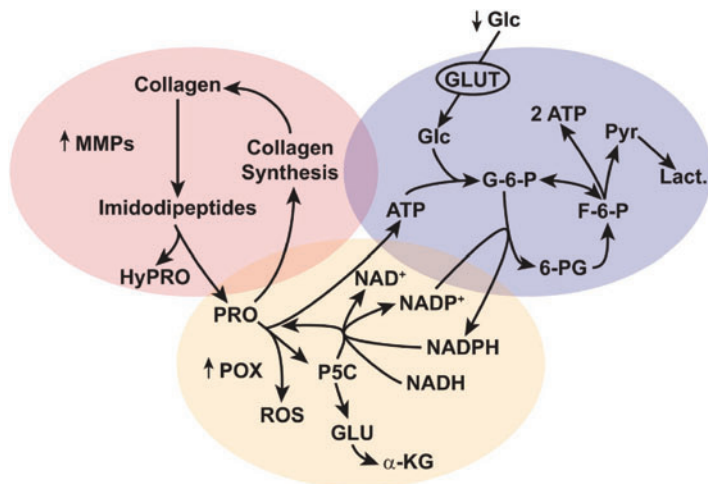 ↓ Glc
GLUT
Collagen
2 ATP
Pyr.
↑ MMPs
Collagen
Synthesis
Glc
Lact.
G-6-P
Imidodipeptides
ATP
F-6-P
HyPRO
6-PG
NAD⁺
NADP⁺
PRO
NADPH
↑ POX
P5C
NADH
ROS
GLU
α-KG